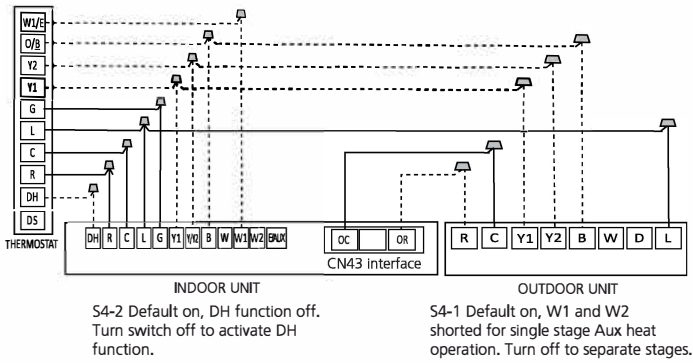 W1/E
O/B
Y2
Y1
G
L
C
R
DH
DS
THERMOSTAT
DH R C L G Y1 Y/Y2 B W W1 W2 E/AUX
OC OR
CN43 interface
R C Y1 Y2 B W D L
INDOOR UNIT
OUTDOOR UNIT
S4-2 Default on, DH function off.
Turn switch off to activate DH
function.
S4-1 Default on, W1 and W2
shorted for single stage Aux heat
operation. Turn off to separate stages.